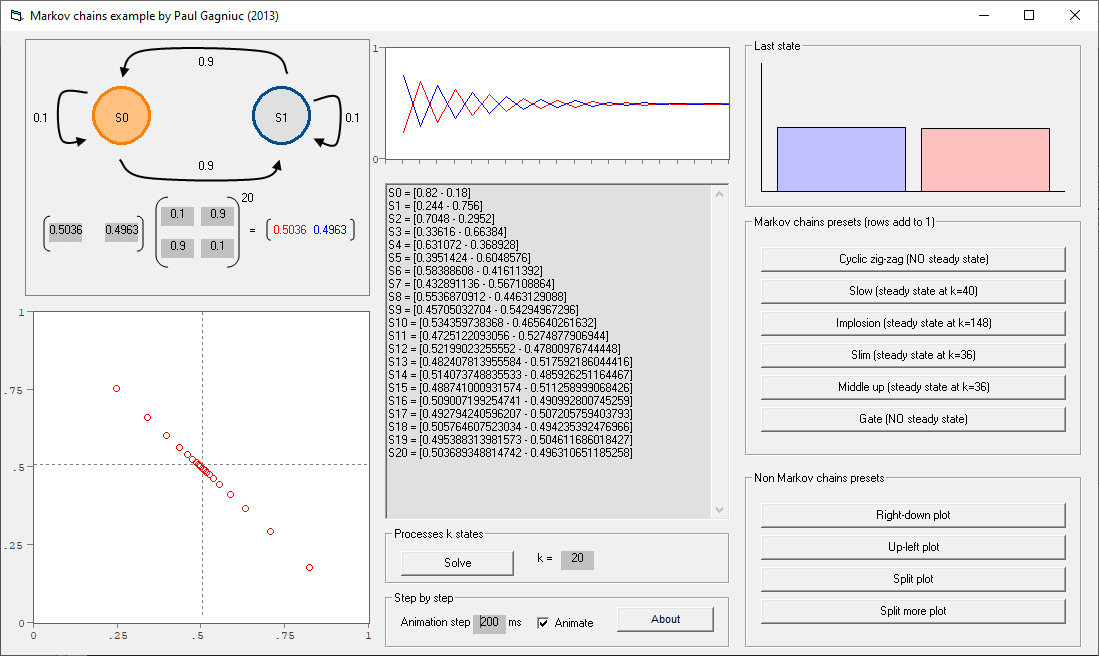 Markov chains example by Paul Gagniuc (2013)
0.9
S0
S1
0.1
0.1
0.9
20
0.5036 0.4963
0.1 0.9
0.9 0.1
= 0.5036 0.4963
1
.75
.5
.25
0
0 .25 .5 .75 1
1
0
S0 = [0.82 - 0.18]
S1 = [0.244 - 0.756]
S2 = [0.7048 - 0.2952]
S3 = [0.33616 - 0.66384]
S4 = [0.631072 - 0.368928]
S5 = [0.3951424 - 0.6048576]
S6 = [0.58388608 - 0.41611392]
S7 = [0.432891136 - 0.567108864]
S8 = [0.5536870912 - 0.4463129088]
S9 = [0.45705032704 - 0.54294967296]
S10 = [0.534359738368 - 0.465640261632]
S11 = [0.4725122093056 - 0.5274877906944]
S12 = [0.52199023255552 - 0.47800976744448]
S13 = [0.482407813955584 - 0.517592186044416]
S14 = [0.514073748835533 - 0.485926251164467]
S15 = [0.488741000931574 - 0.511258999068426]
S16 = [0.509007199254741 - 0.490992800745259]
S17 = [0.492794240596207 - 0.507205759403793]
S18 = [0.505764607523034 - 0.494235392476966]
S19 = [0.495388313981573 - 0.504611686018427]
S20 = [0.503689348814742 - 0.496310651185258]
Processes k states
Solve
k = 20
Step by step
Animation step 200 ms
Animate
About
Last state
Markov chains presets (rows add to 1)
Cyclic zig-zag (NO steady state)
Slow (steady state at k=40)
Implosion (steady state at k=148)
Slim (steady state at k=36)
Middle up (steady state at k=36)
Gate (NO steady state)
Non Markov chains presets
Right-down plot
Up-left plot
Split plot
Split more plot